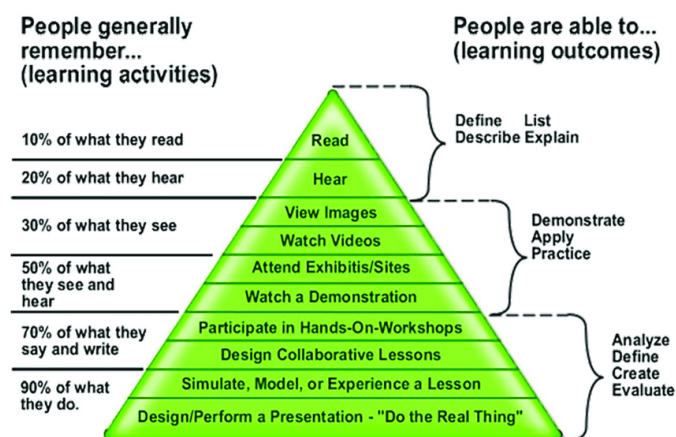 People generally
remember...
(learning activities)
People are able to...
(learning outcomes)
10% of what they read
20% of what they hear
30% of what they see
50% of what
they see and
hear
70% of what they
say and write
90% of what
they do.
Read
Hear
View Images
Watch Videos
Attend Exhibitis/Sites
Watch a Demonstration
Participate in Hands-On-Workshops
Design Collaborative Lessons
Simulate, Model, or Experience a Lesson
Design/Perform a Presentation - "Do the Real Thing"
Define List
Describe Explain
Demonstrate
Apply
Practice
Analyze
Define
Create
Evaluate